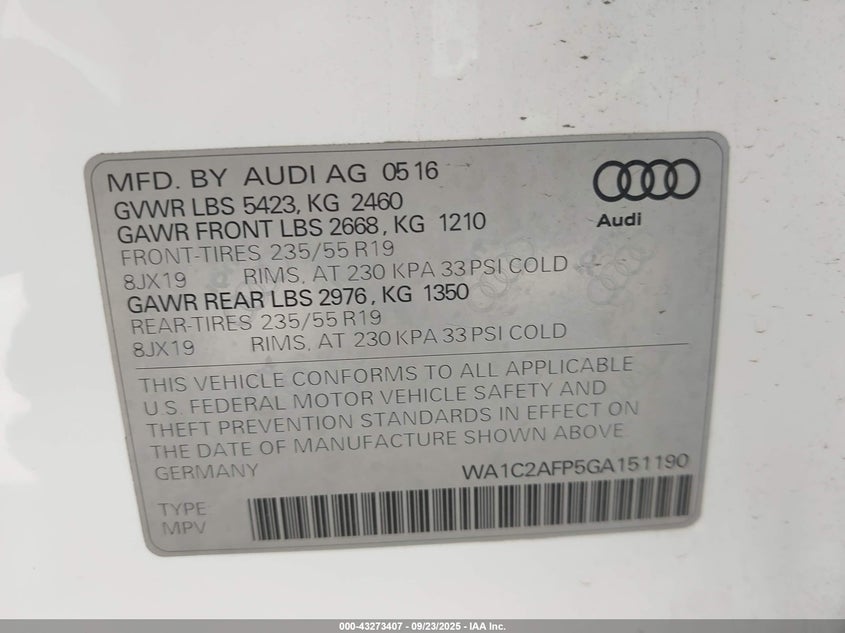 MFD. BY AUDI AG 05 16
GVWR LBS 5423, KG 2460
GAWR FRONT LBS 2668, KG 1210
FRONT-TIRES 235/55 R19
8JX19 RIMS, AT 230 KPA 33 PSI COLD
GAWR REAR LBS 2976, KG 1350
REAR-TIRES 235/55 R19
8JX19 RIMS, AT 230 KPA 33 PSI COLD
Audi
THIS VEHICLE CONFORMS TO ALL APPLICABLE
U.S. FEDERAL MOTOR VEHICLE SAFETY AND
THEFT PREVENTION STANDARDS IN EFFECT ON
THE DATE OF MANUFACTURE SHOWN ABOVE.
GERMANY WA1C2AFP5GA151190
TYPE
MPV
000-43273407 - 09/23/2025 - IAA Inc.